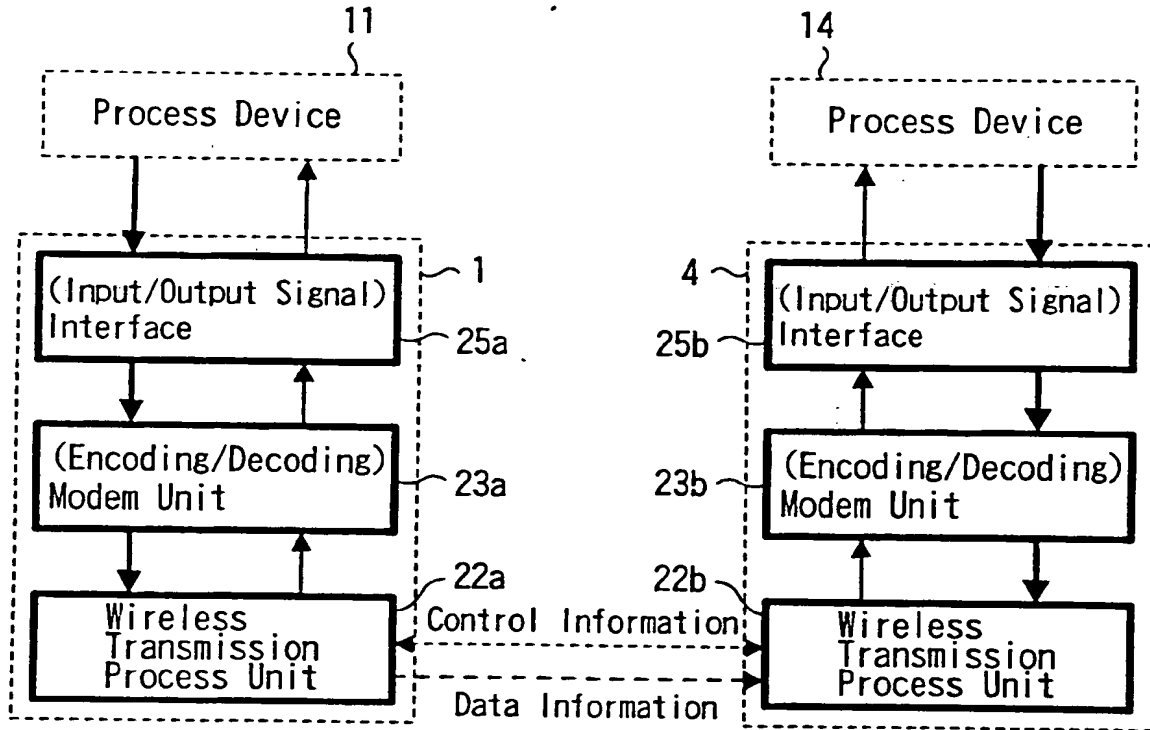 11
14
Process Device
Process Device
(Input/Output Signal)
Interface
1
25a
4
(Input/Output Signal)
Interface
25b
(Encoding/Decoding)
Modem Unit
23a
(Encoding/Decoding)
Modem Unit
23b
22a
22b
Wireless
Transmission
Process Unit
Control Information
Data Information
Wireless
Transmission
Process Unit